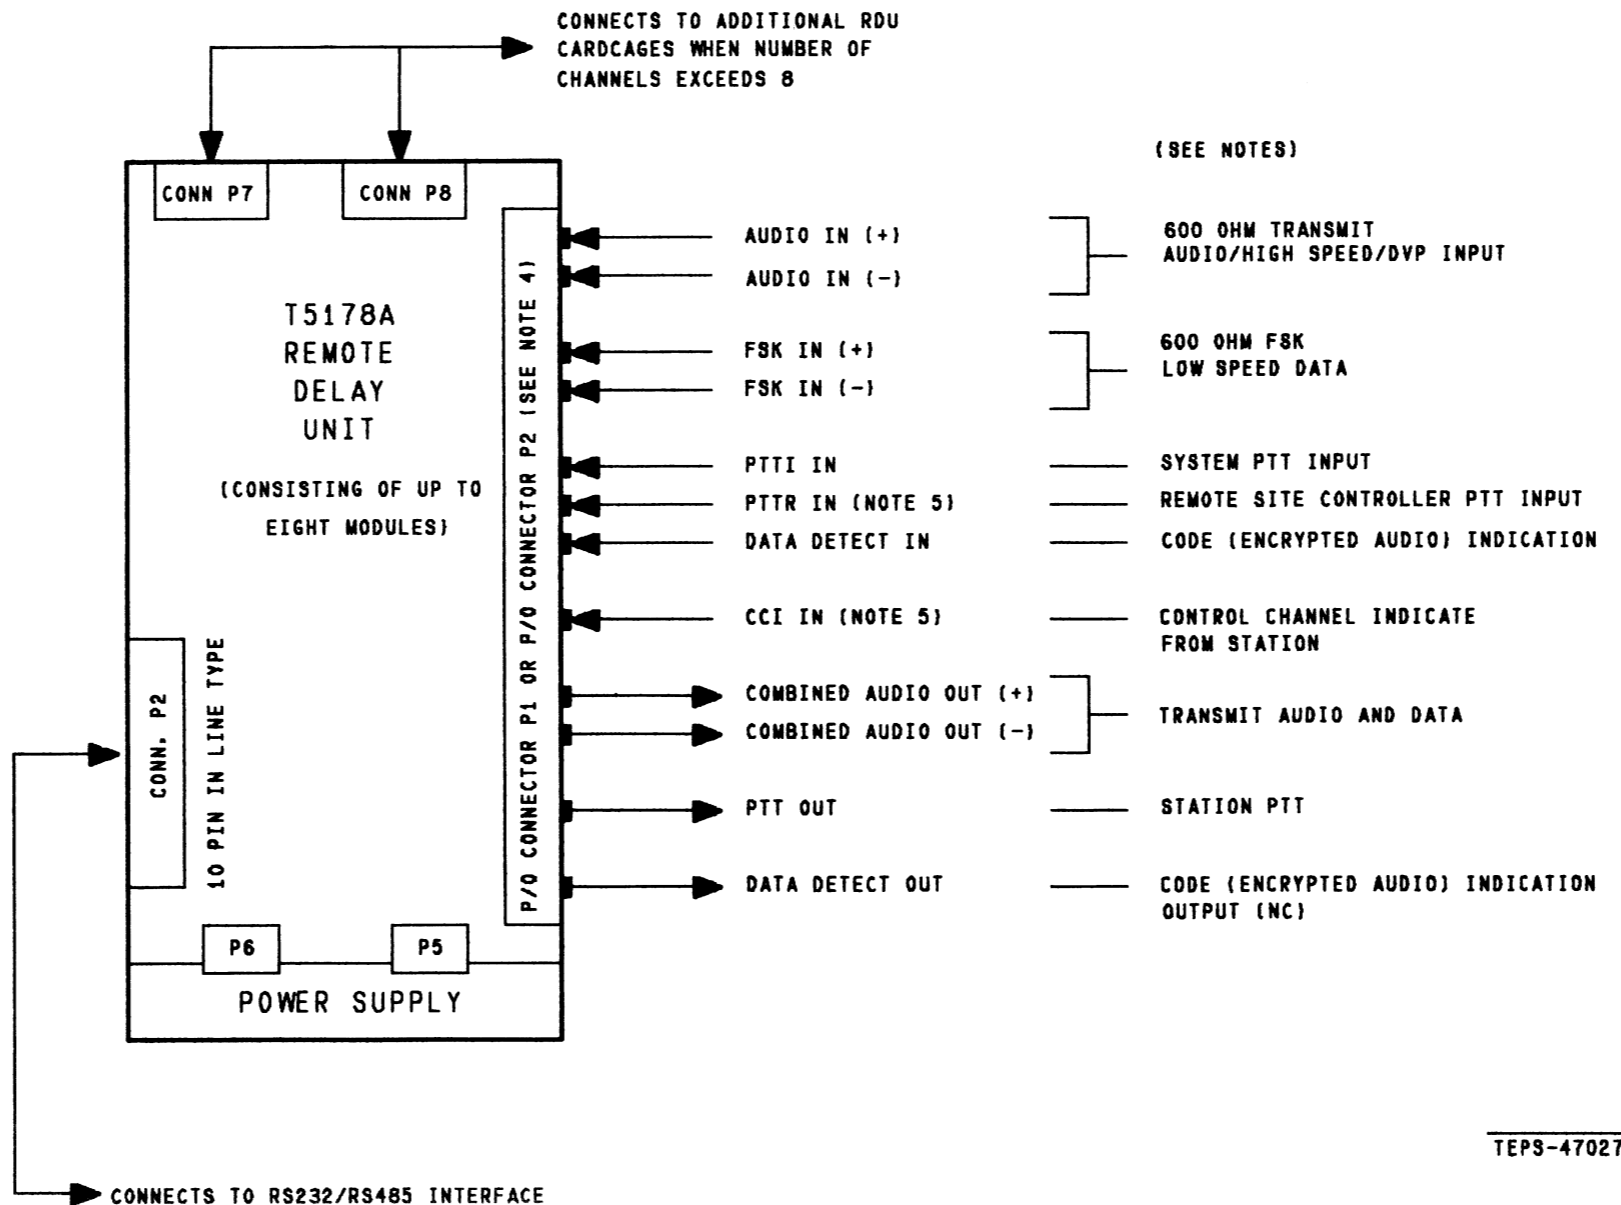 CONNECTS TO ADDITIONAL RDU
CARDCAGES WHEN NUMBER OF
CHANNELS EXCEEDS 8
(SEE NOTES)
CONN P7
CONN P8
T5178A
REMOTE
DELAY
UNIT
(CONSISTING OF UP TO
EIGHT MODULES)
P/O CONNECTOR P1 OR P/O CONNECTOR P2 (SEE NOTE 4)
CONN. P2
10 PIN IN LINE TYPE
P6
P5
POWER SUPPLY
AUDIO IN (+)
AUDIO IN (-)
600 OHM TRANSMIT
AUDIO/HIGH SPEED/DVP INPUT
FSK IN (+)
FSK IN (-)
600 OHM FSK
LOW SPEED DATA
PTTI IN
SYSTEM PTT INPUT
PTTR IN (NOTE 5)
REMOTE SITE CONTROLLER PTT INPUT
DATA DETECT IN
CODE (ENCRYPTED AUDIO) INDICATION
CCI IN (NOTE 5)
CONTROL CHANNEL INDICATE
FROM STATION
COMBINED AUDIO OUT (+)
COMBINED AUDIO OUT (-)
TRANSMIT AUDIO AND DATA
PTT OUT
STATION PTT
DATA DETECT OUT
CODE (ENCRYPTED AUDIO) INDICATION
OUTPUT (NC)
TEPS-47027
CONNECTS TO RS232/RS485 INTERFACE